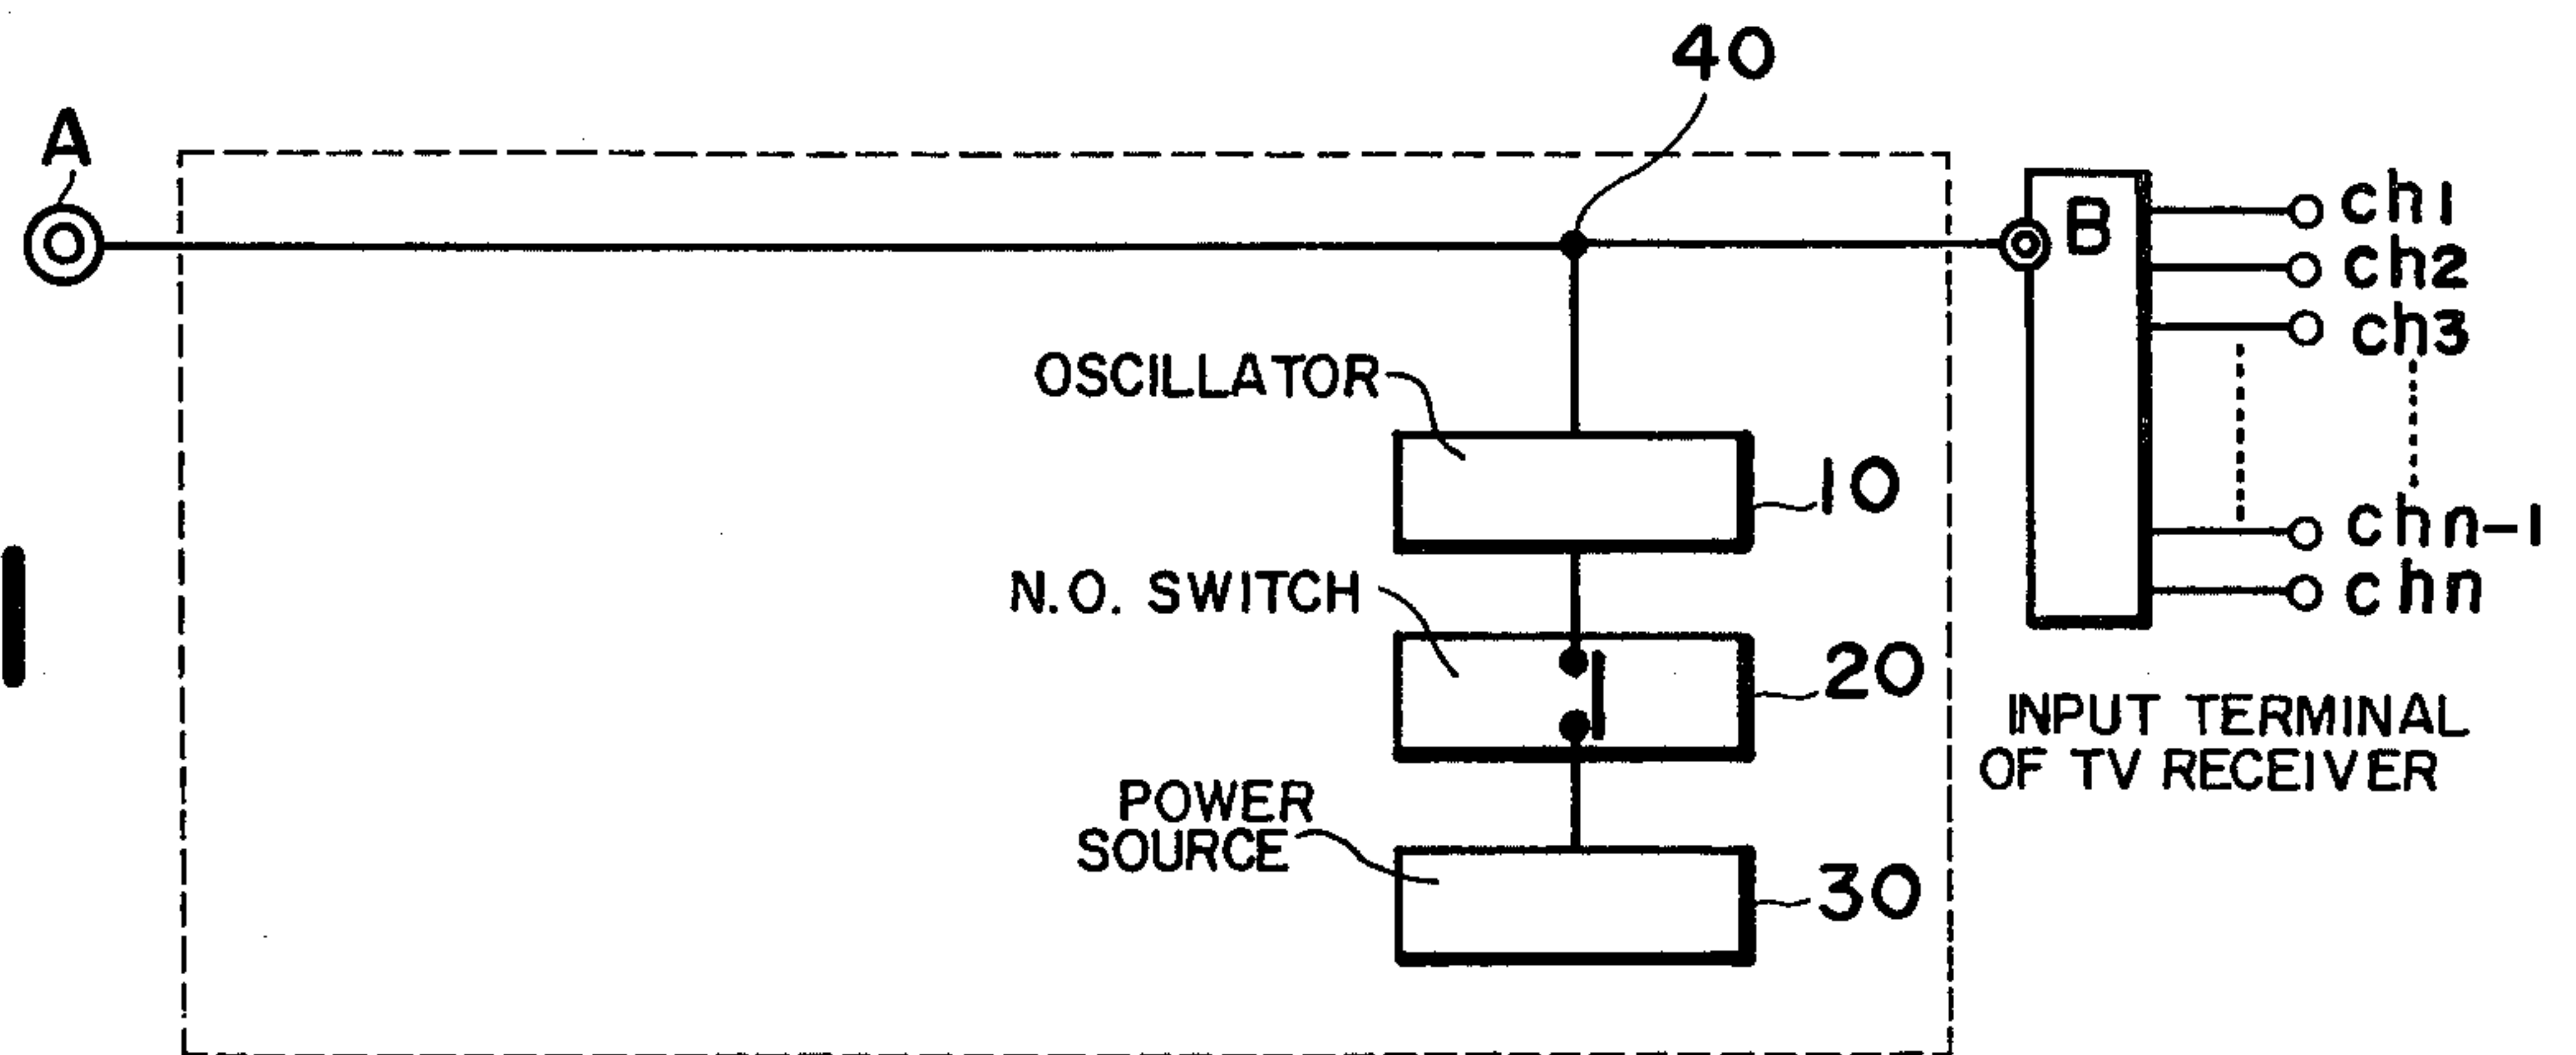 40
A
B
ch1
ch2
ch3
chn-1
chn
OSCILLATOR
10
N.O. SWITCH
20
POWER
SOURCE
30
INPUT TERMINAL
OF TV RECEIVER